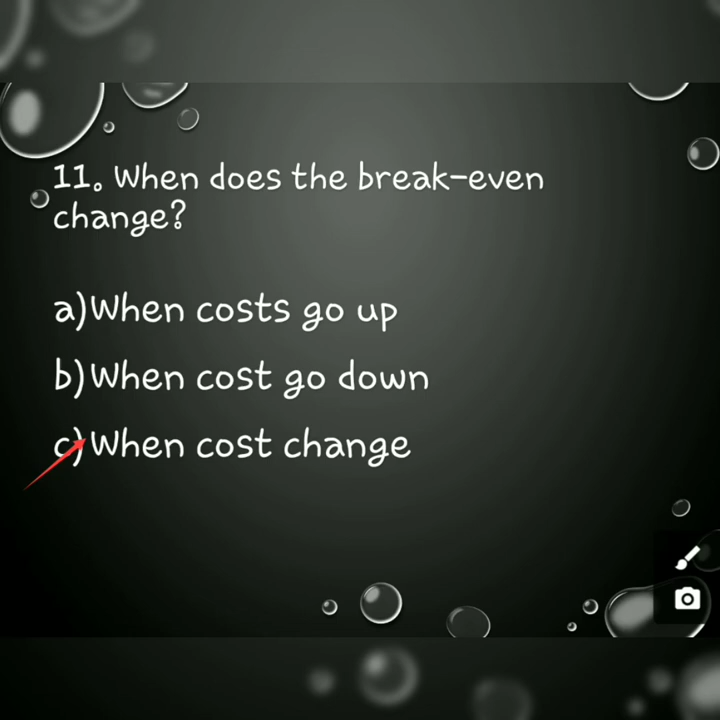 11. When does the break-even
change?
a)When costs go up
b)When cost go down
c)When cost change